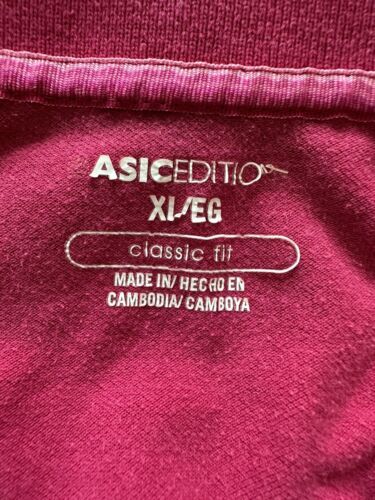 ASICEDITIO
XL/EG
classic fit
MADE IN/ HECHO EN
CAMBODIA/ CAMBOYA